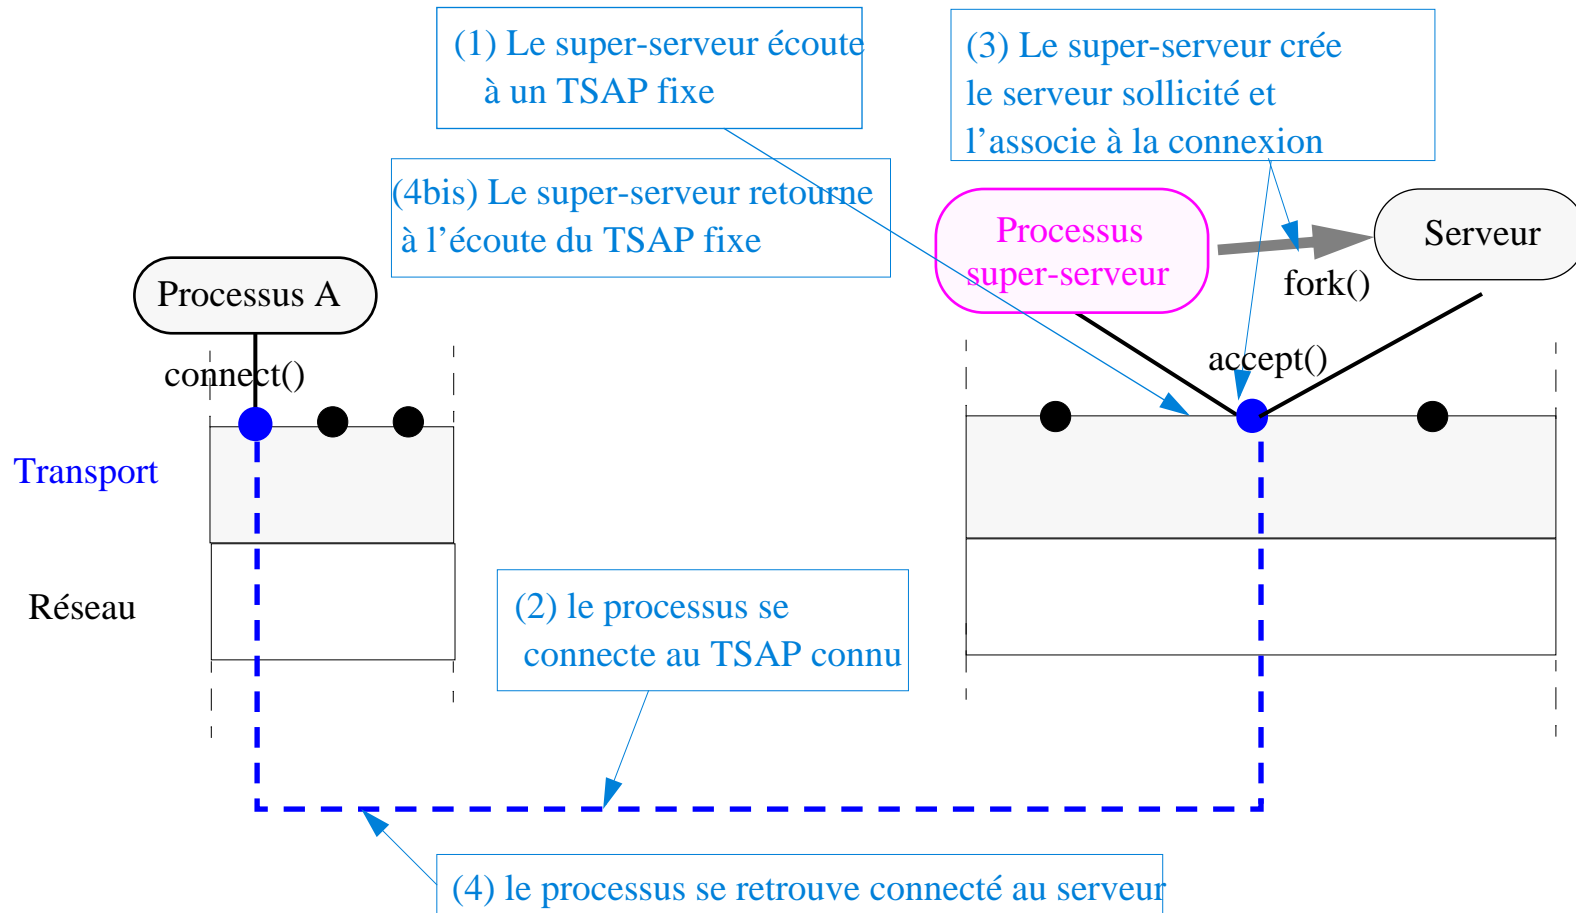 (1) Le super-serveur écoute
à un TSAP fixe
(3) Le super-serveur crée
le serveur sollicité et
l’associe à la connexion
(4bis) Le super-serveur retourne
à l’écoute du TSAP fixe
Processus
super-serveur
Serveur
fork()
Processus A
connect()
accept()
Transport
Réseau
(2) le processus se
connecte au TSAP connu
(4) le processus se retrouve connecté au serveur